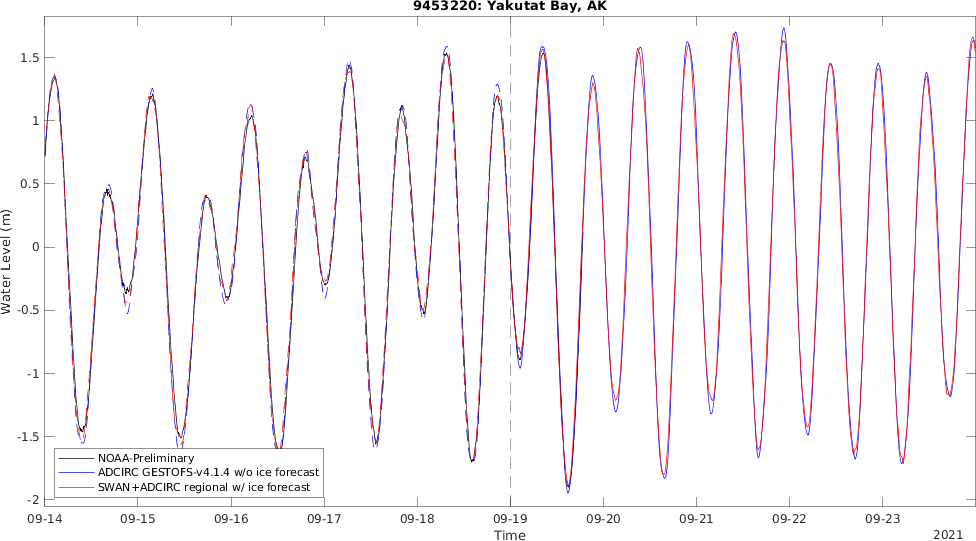 9453220: Yakutat Bay, AK
Water Level (m)
1.5
1
0.5
0
-0.5
-1
-1.5
-2
NOAA-Preliminary
ADCIRC GESTOFS-v4.1.4 w/o ice forecast
SWAN+ADCIRC regional w/ ice forecast
09-14 09-15 09-16 09-17 09-18 09-19 09-20 09-21 09-22 09-23
Time
2021